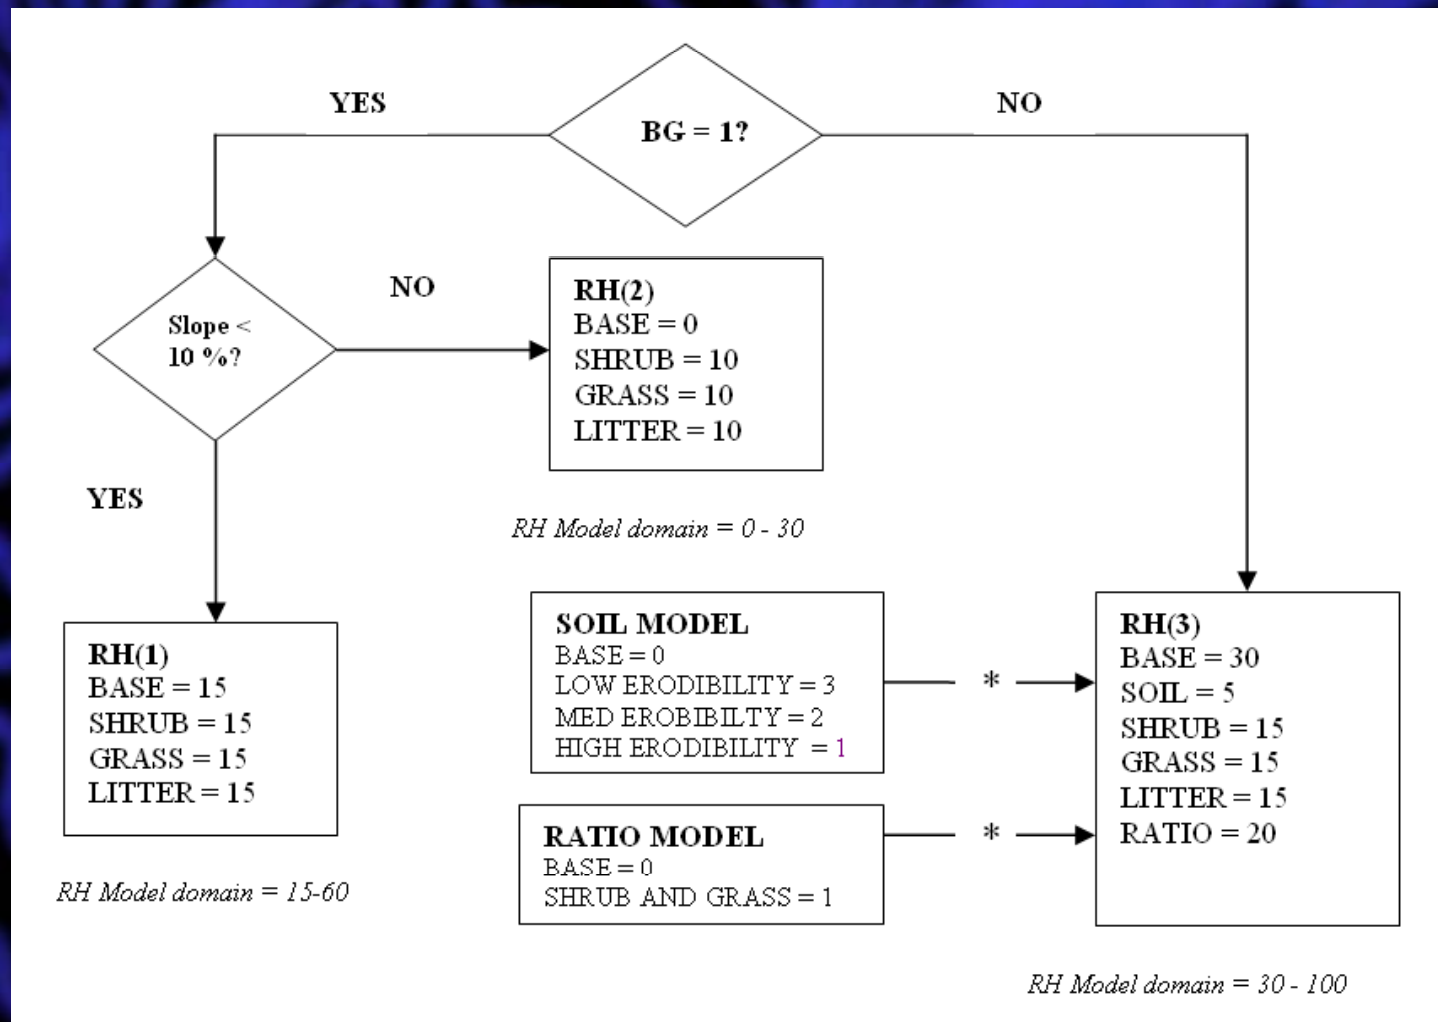 YES
BG = 1?
NO
Slope <
10 %?
NO
RH(2)
BASE = 0
SHRUB = 10
GRASS = 10
LITTER = 10
YES
RH Model domain = 0 - 30
RH(1)
BASE = 15
SHRUB = 15
GRASS = 15
LITTER = 15
RH Model domain = 15-60
SOIL MODEL
BASE = 0
LOW ERODIBILITY = 3
MED EROBIBILTY = 2
HIGH ERODIBILITY = 1
*
RATIO MODEL
BASE = 0
SHRUB AND GRASS = 1
*
RH(3)
BASE = 30
SOIL = 5
SHRUB = 15
GRASS = 15
LITTER = 15
RATIO = 20
RH Model domain = 30 - 100